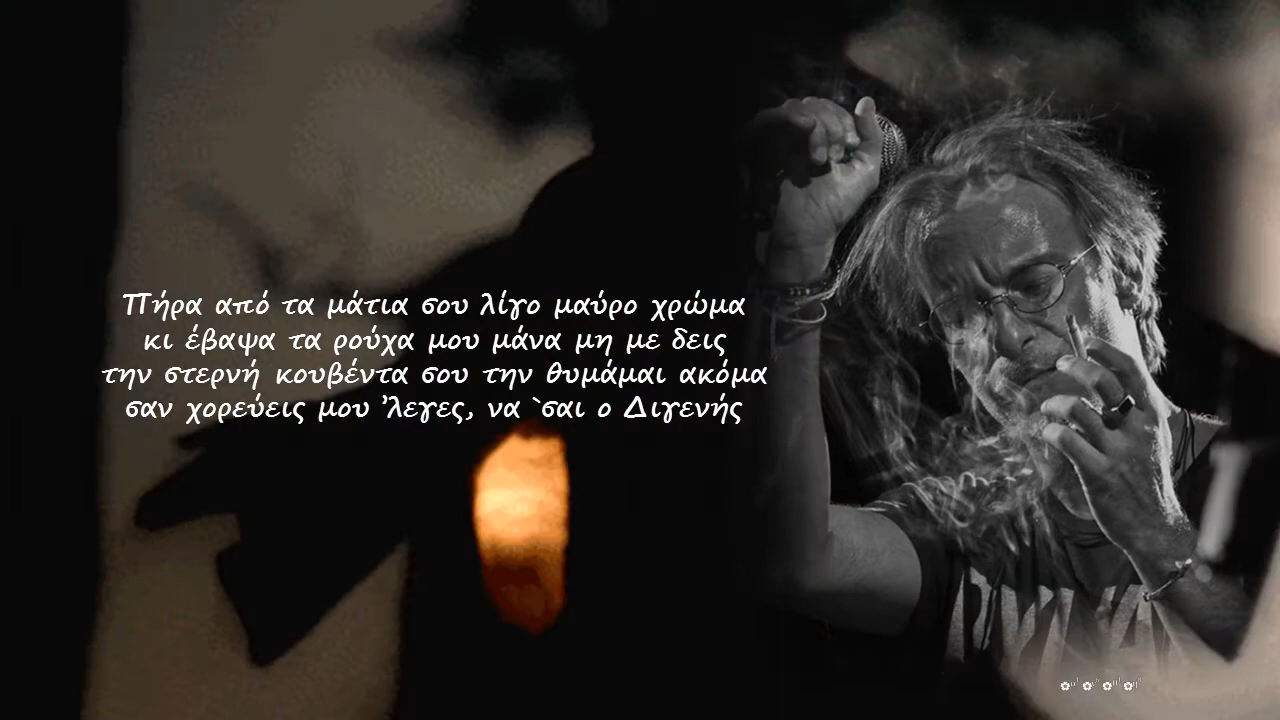 Πήρα από τα μάτια σου λίγο μαύρο χρώμα
κι έβαψα τα ρούχα μου μάνα μη με δεις
την στερνή κουβέντα σου την θυμάμαι ακόμα
σαν χορεύεις μου 'λεγες, να `σαι ο Διγενής